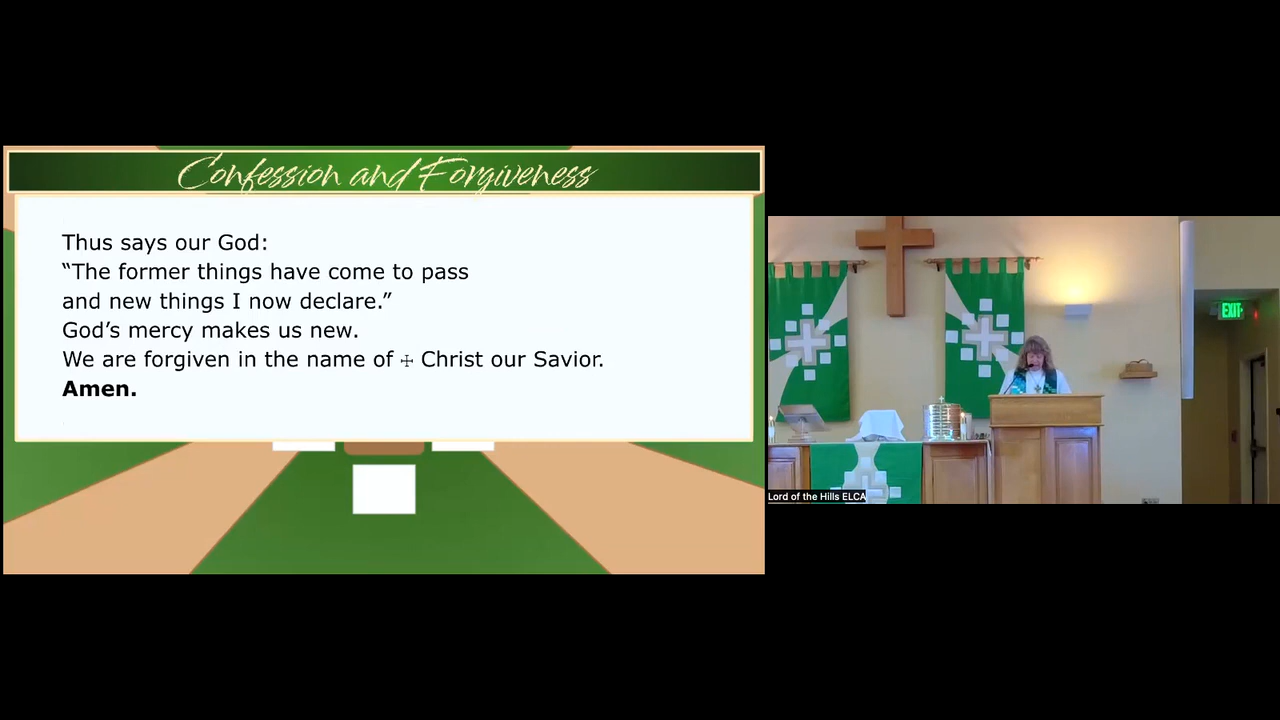 Confession and Forgiveness
Thus says our God:
“The former things have come to pass
and new things I now declare.”
God’s mercy makes us new.
We are forgiven in the name of ☩ Christ our Savior.
Amen.
EXIT
Lord of the Hills ELCA